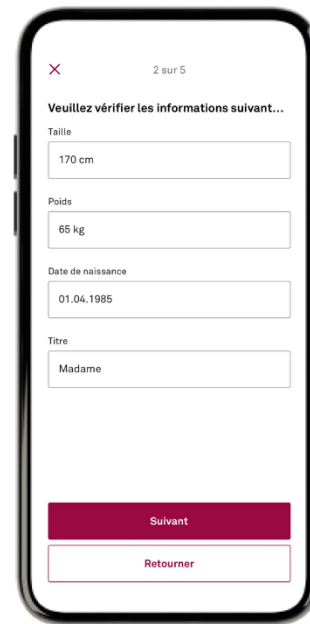 2 sur 5
Veuillez vérifier les informations suivant...
Taille
170 cm
Poids
65 kg
Date de naissance
01.04.1985
Titre
Madame
Suivant
Retourner